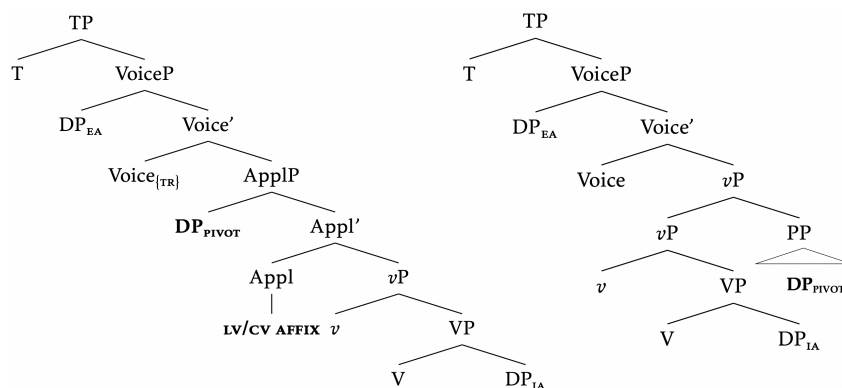 TP TP
T VoiceP T VoiceP
DP_EA Voice′ DP_EA Voice′
Voice_{TR} ApplP Voice vP
DP_PIVOT Appl′ vP PP
Appl vP v VP DP_PIVOT
LV/CV AFFIX v VP V DP_IA
V DP_IA